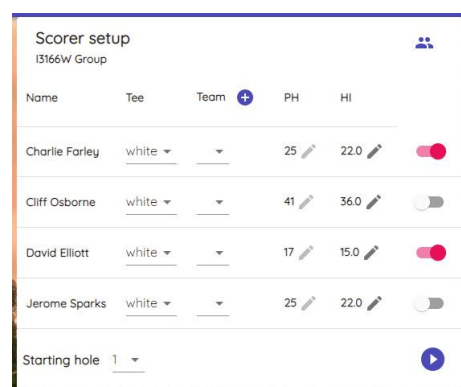 Scorer setup
I3166W Group
Name Tee Team PH HI
Charlie Farley white 25 22.0
Cliff Osborne white 41 36.0
David Elliott white 17 15.0
Jerome Sparks white 25 22.0
Starting hole 1